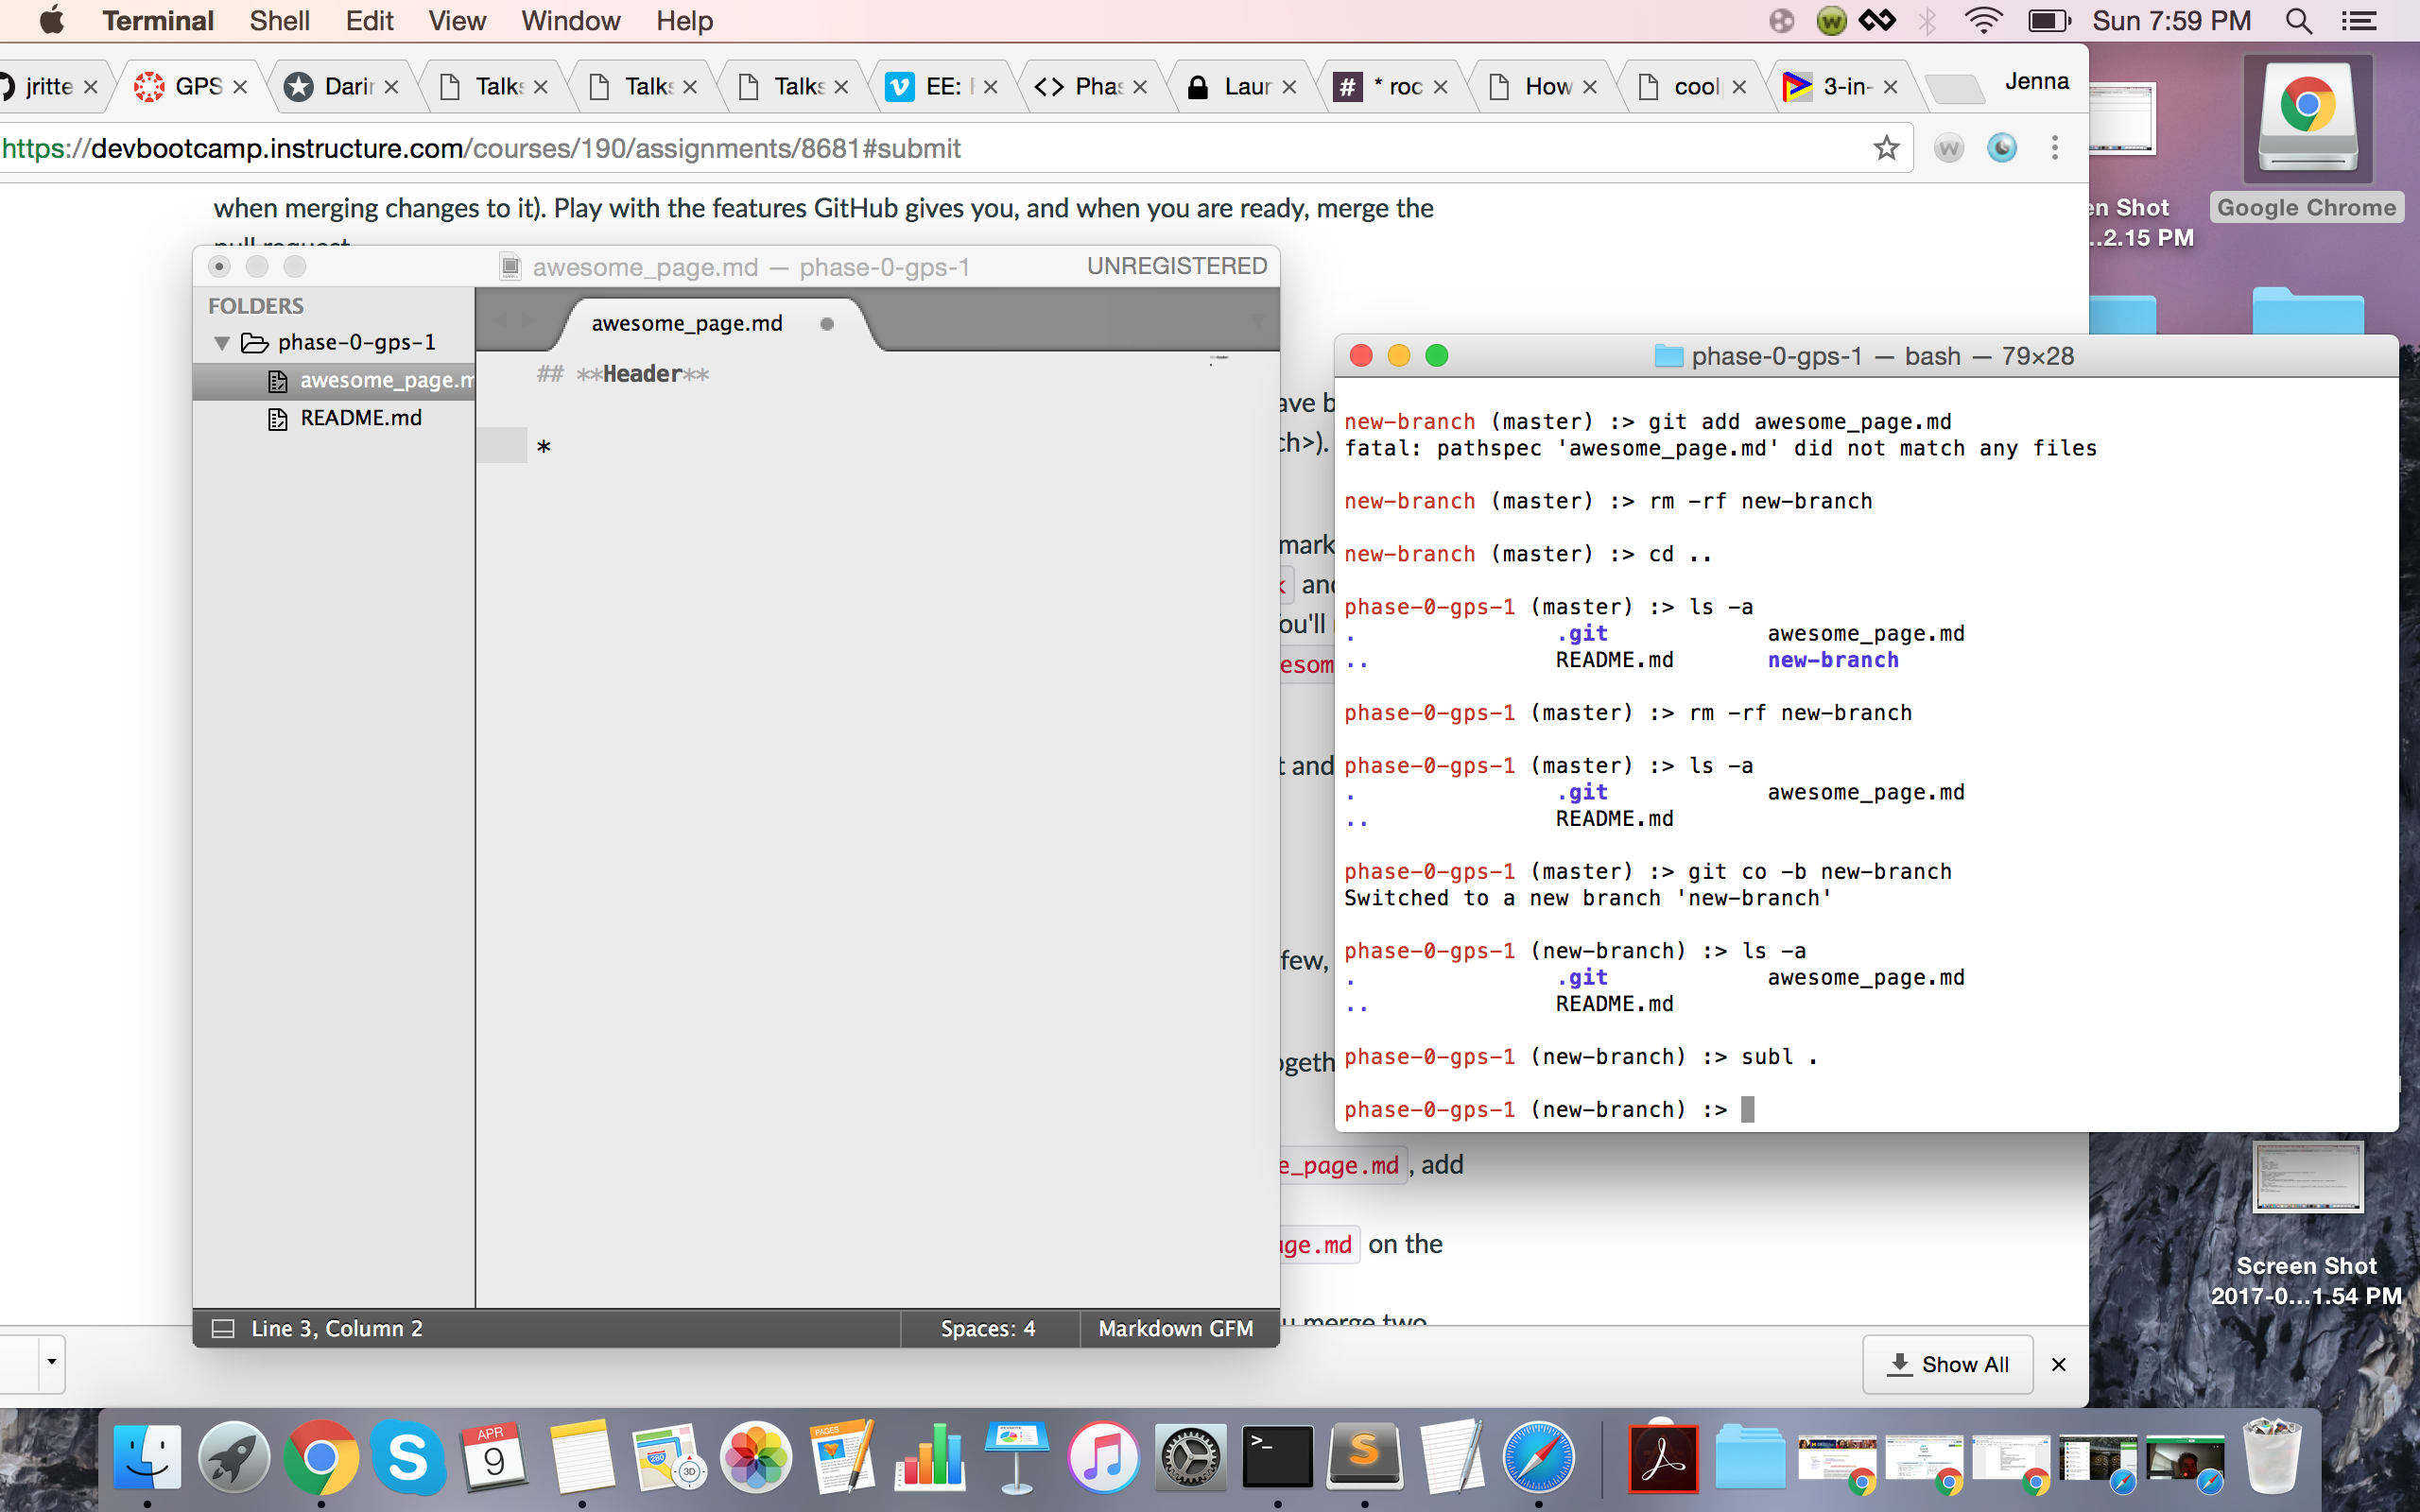 Terminal Shell Edit View Window Help Sun 7:59 PM
jritte GPS Darin Talks Talks Talks EE: Phas Laun * roc How cool 3-in- Jenna
https://devbootcamp.instructure.com/courses/190/assignments/8681#submit
when merging changes to it). Play with the features GitHub gives you, and when you are ready, merge the
pull request
awesome_page.md — phase-0-gps-1 UNREGISTERED
FOLDERS
phase-0-gps-1
awesome_page.m
README.md
awesome_page.md
## **Header**
*
Line 3, Column 2 Spaces: 4 Markdown GFM
ave b
ch>).
mark
and
ou'll
esom
t and
few,
ogeth
e_page.md , add
age.md on the
u merge two
phase-0-gps-1 — bash — 79×28
new-branch (master) :> git add awesome_page.md
fatal: pathspec 'awesome_page.md' did not match any files
new-branch (master) :> rm -rf new-branch
new-branch (master) :> cd ..
phase-0-gps-1 (master) :> ls -a
. .git awesome_page.md
.. README.md new-branch
phase-0-gps-1 (master) :> rm -rf new-branch
phase-0-gps-1 (master) :> ls -a
. .git awesome_page.md
.. README.md
phase-0-gps-1 (master) :> git co -b new-branch
Switched to a new branch 'new-branch'
phase-0-gps-1 (new-branch) :> ls -a
. .git awesome_page.md
.. README.md
phase-0-gps-1 (new-branch) :> subl .
phase-0-gps-1 (new-branch) :>
en Shot
...2.15 PM
Google Chrome
Screen Shot
2017-0...1.54 PM
Show All
APR
9
PAGES
280
3D